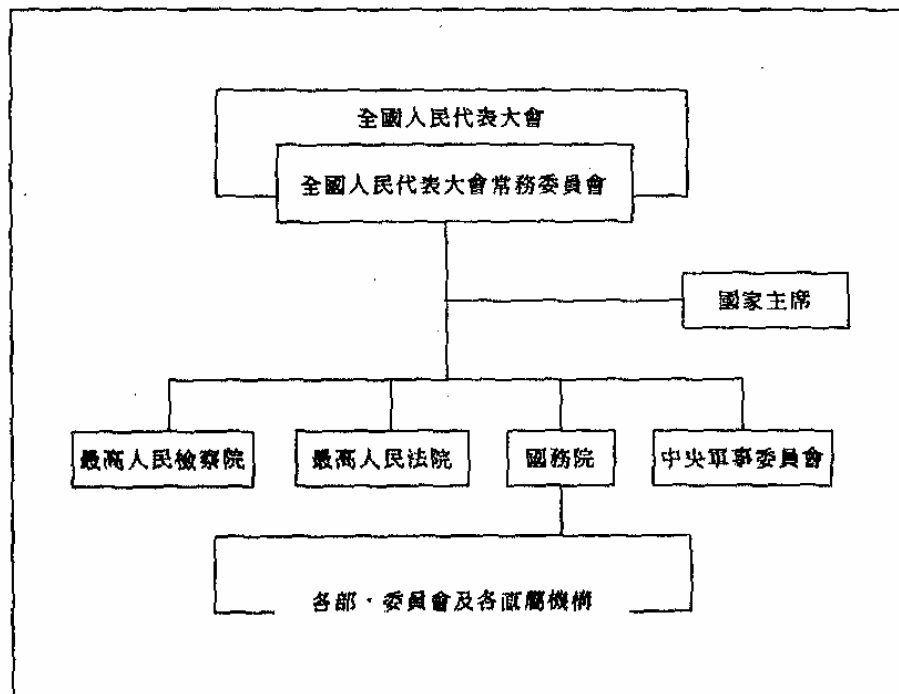 全國人民代表大會
全國人民代表大會常務委員會
國家主席
最高人民檢察院
最高人民法院
國務院
中央軍事委員會
各部·委員會及各直屬機構